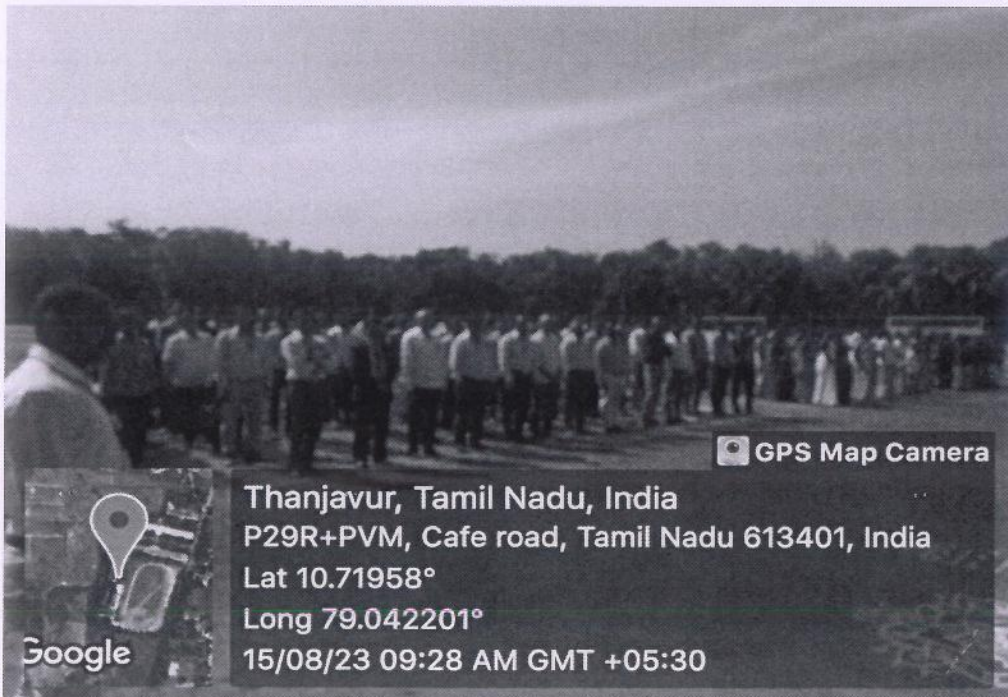 GPS Map Camera
Thanjavur, Tamil Nadu, India
P29R+PVM, Cafe road, Tamil Nadu 613401, India
Lat 10.71958°
Long 79.042201°
15/08/23 09:28 AM GMT +05:30
Google